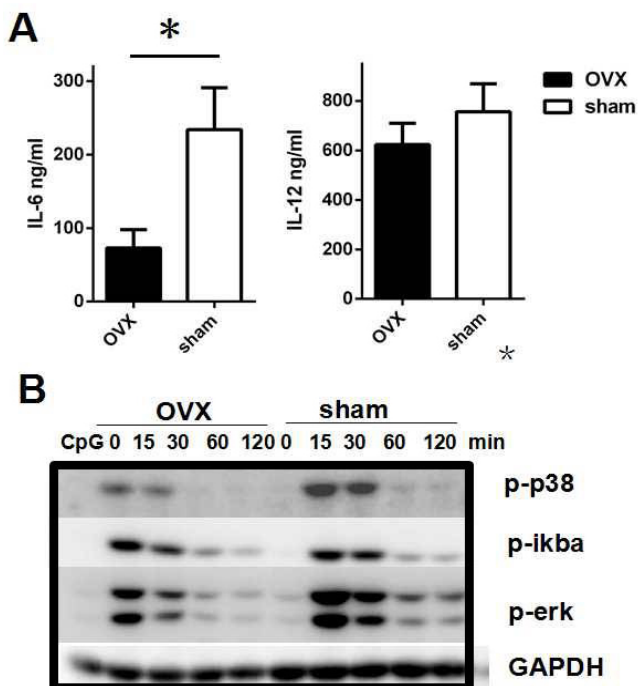 A
*
IL-6 ng/ml
300
200
100
0
OVX
sham
IL-12 ng/ml
800
600
400
200
0
OVX
sham
*
OVX
sham
B
OVX sham
CpG 0 15 30 60 120 0 15 30 60 120 min
p-p38
p-ikba
p-erk
GAPDH